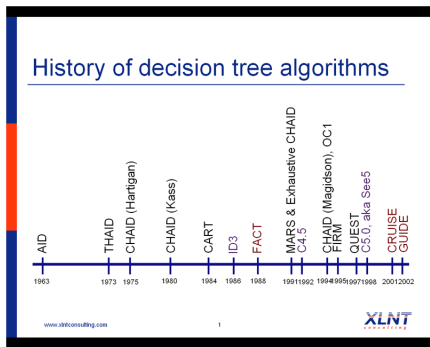 History of decision tree algorithms
AID
THAID
CHAID (Hartigan)
CHAID (Kass)
CART
ID3
FACT
MARS & Exhaustive CHAID
C4.5
CHAID (Magidson), OC1
FIRM
QUEST
C5.0, aka See5
CRUISE
GUIDE
1963 1973 1975 1980 1984 1986 1988 1991 1992 1994 1995 1997 1998 2001 2002
www.xlntconsulting.com
1
XLNT
consulting